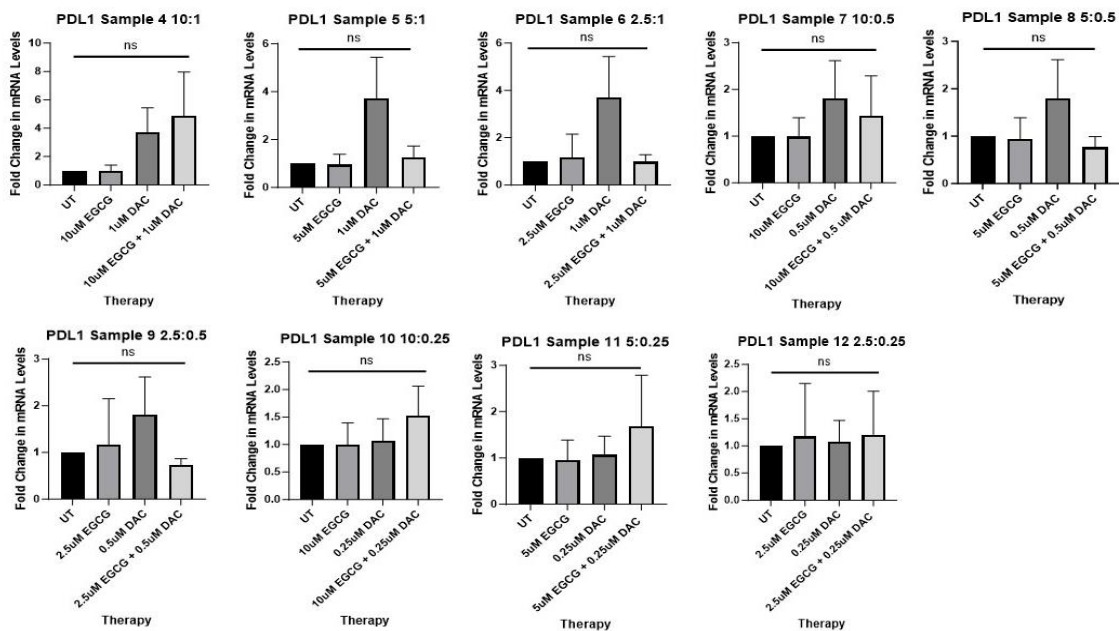 PDL1 Sample 4 10:1
ns
Fold Change in mRNA Levels
10
8
6
4
2
0
UT
10uM EGCG
1uM DAC
10uM EGCG + 1uM DAC
Therapy
PDL1 Sample 5 5:1
ns
Fold Change in mRNA Levels
6
4
2
0
UT
5uM EGCG
1uM DAC
5uM EGCG + 1uM DAC
Therapy
PDL1 Sample 6 2.5:1
ns
Fold Change in mRNA Levels
6
4
2
0
UT
2.5uM EGCG
1uM DAC
2.5uM EGCG + 1uM DAC
Therapy
PDL1 Sample 7 10:0.5
ns
Fold Change in mRNA Levels
3
2
1
0
UT
10uM EGCG
0.5uM DAC
10uM EGCG + 0.5 uM DAC
Therapy
PDL1 Sample 8 5:0.5
ns
Fold Change in mRNA Levels
3
2
1
0
UT
5uM EGCG
0.5uM DAC
5uM EGCG + 0.5uM DAC
Therapy
PDL1 Sample 9 2.5:0.5
ns
Fold Change in mRNA Levels
3
2
1
0
UT
2.5uM EGCG
0.5uM DAC
2.5uM EGCG + 0.5uM DAC
Therapy
PDL1 Sample 10 10:0.25
ns
Fold Change in mRNA Levels
2.5
2.0
1.5
1.0
0.5
0.0
UT
10uM EGCG
0.25uM DAC
10uM EGCG + 0.25uM DAC
Therapy
PDL1 Sample 11 5:0.25
ns
Fold Change in mRNA Levels
3
2
1
0
UT
5uM EGCG
0.25uM DAC
5uM EGCG + 0.25uM DAC
Therapy
PDL1 Sample 12 2.5:0.25
ns
Fold Change in mRNA Levels
2.5
2.0
1.5
1.0
0.5
0.0
UT
2.5uM EGCG
0.25uM DAC
2.5uM EGCG + 0.25uM DAC
Therapy